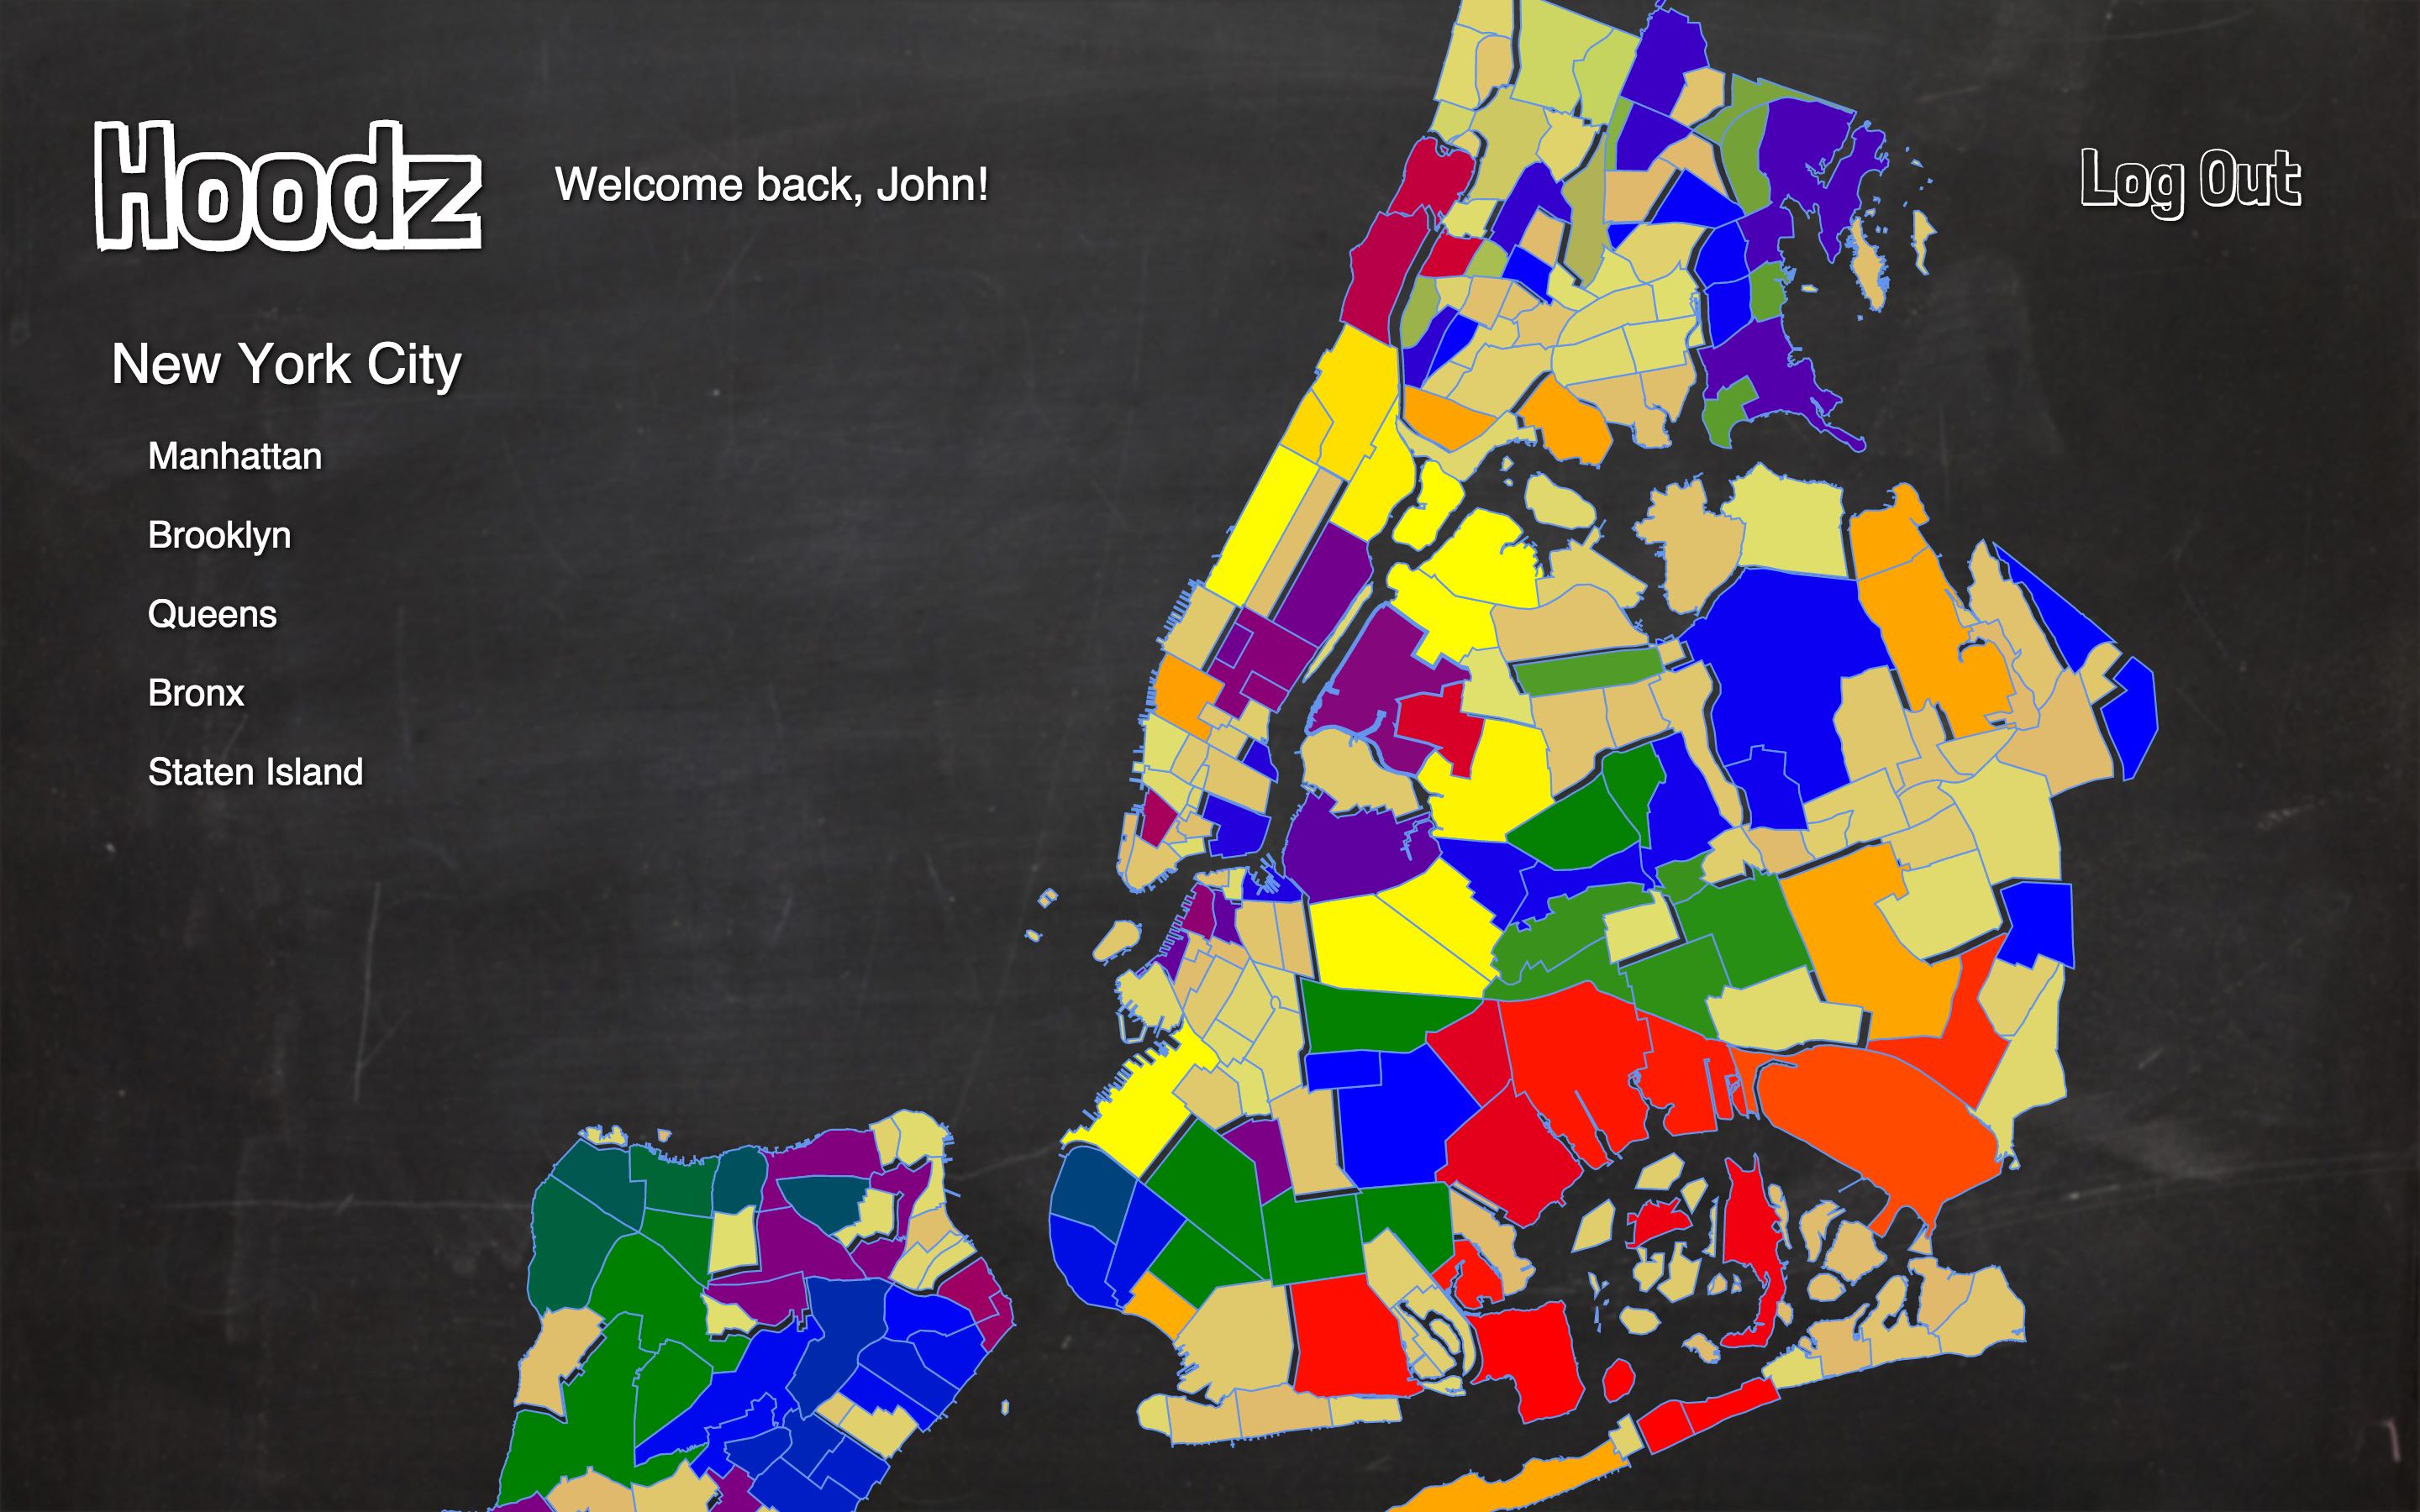 Hoodz
Welcome back, John!
Log Out
New York City
Manhattan
Brooklyn
Queens
Bronx
Staten Island